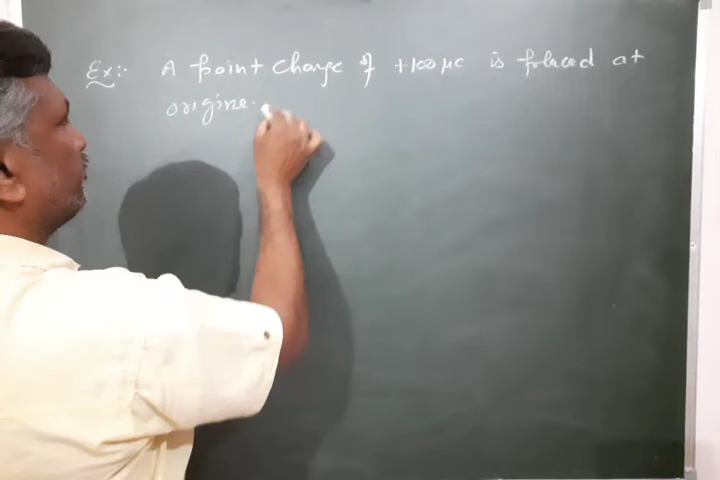 Ex:- A point charge of +100 μc is placed at
origine.